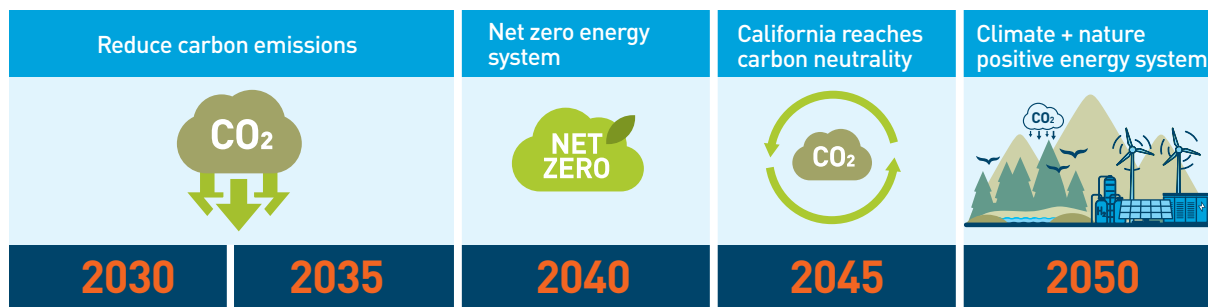 Reduce carbon emissions
Net zero energy
system
California reaches
carbon neutrality
Climate + nature
positive energy system
CO₂
NET
ZERO
CO₂
CO₂
H₂
2030
2035
2040
2045
2050